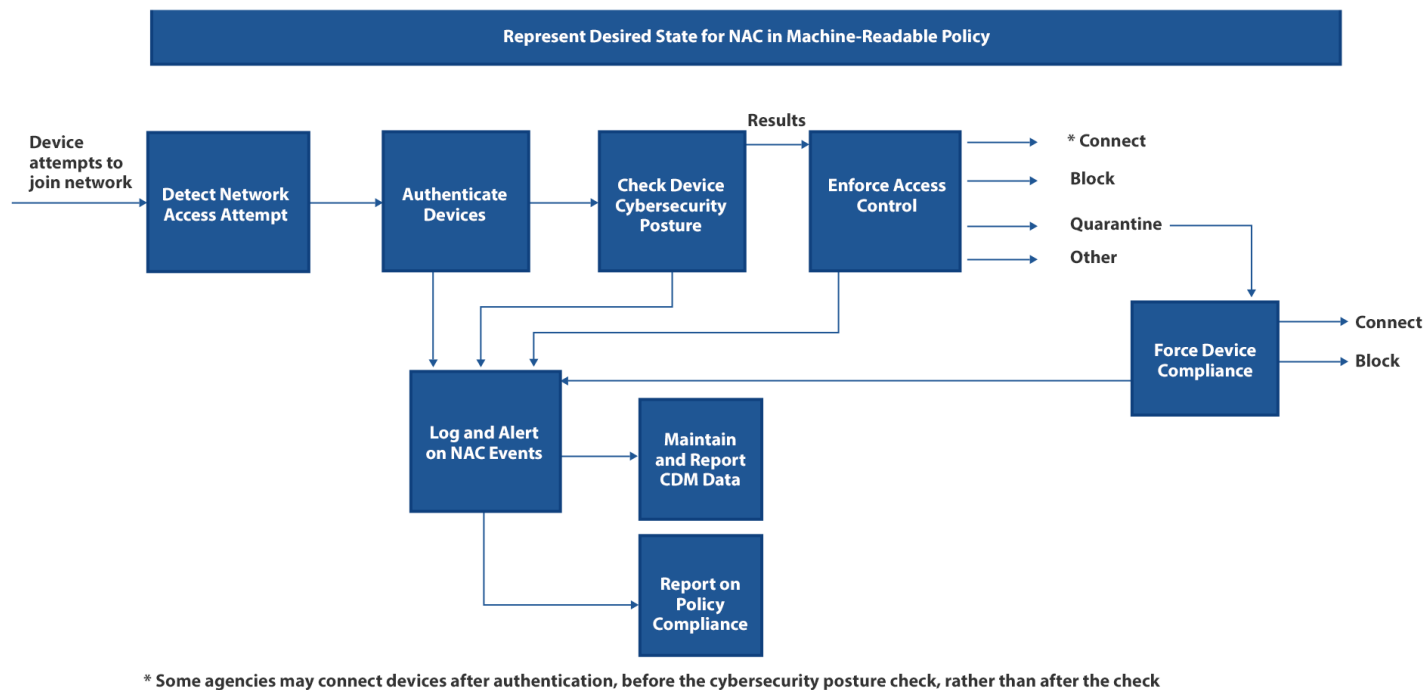 Represent Desired State for NAC in Machine-Readable Policy
Device
attempts to
join network
Detect Network
Access Attempt
Authenticate
Devices
Check Device
Cybersecurity
Posture
Results
Enforce Access
Control
* Connect
Block
Quarantine
Other
Force Device
Compliance
Connect
Block
Log and Alert
on NAC Events
Maintain
and Report
CDM Data
Report on
Policy
Compliance
* Some agencies may connect devices after authentication, before the cybersecurity posture check, rather than after the check